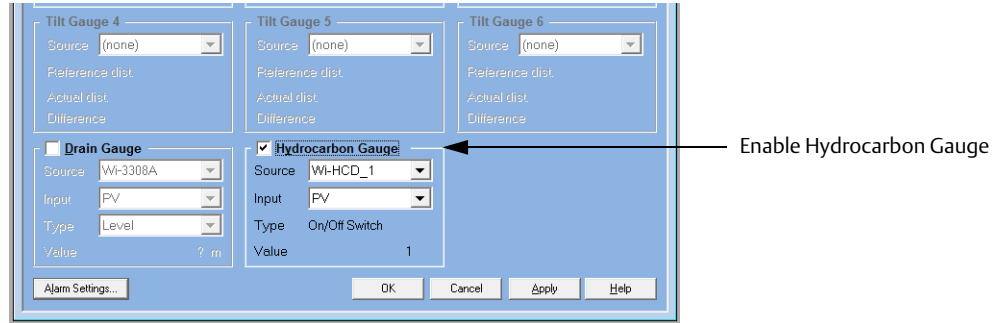 Tilt Gauge 4
Source (none)
Reference dist.
Actual dist.
Difference
Tilt Gauge 5
Source (none)
Reference dist.
Actual dist.
Difference
Tilt Gauge 6
Source (none)
Reference dist.
Actual dist.
Difference
Drain Gauge
Source Wi-3308A
Input PV
Type Level
Value ? m
Hydrocarbon Gauge
Source Wi-HCD_1
Input PV
Type On/Off Switch
Value 1
Enable Hydrocarbon Gauge
Alarm Settings... OK Cancel Apply Help